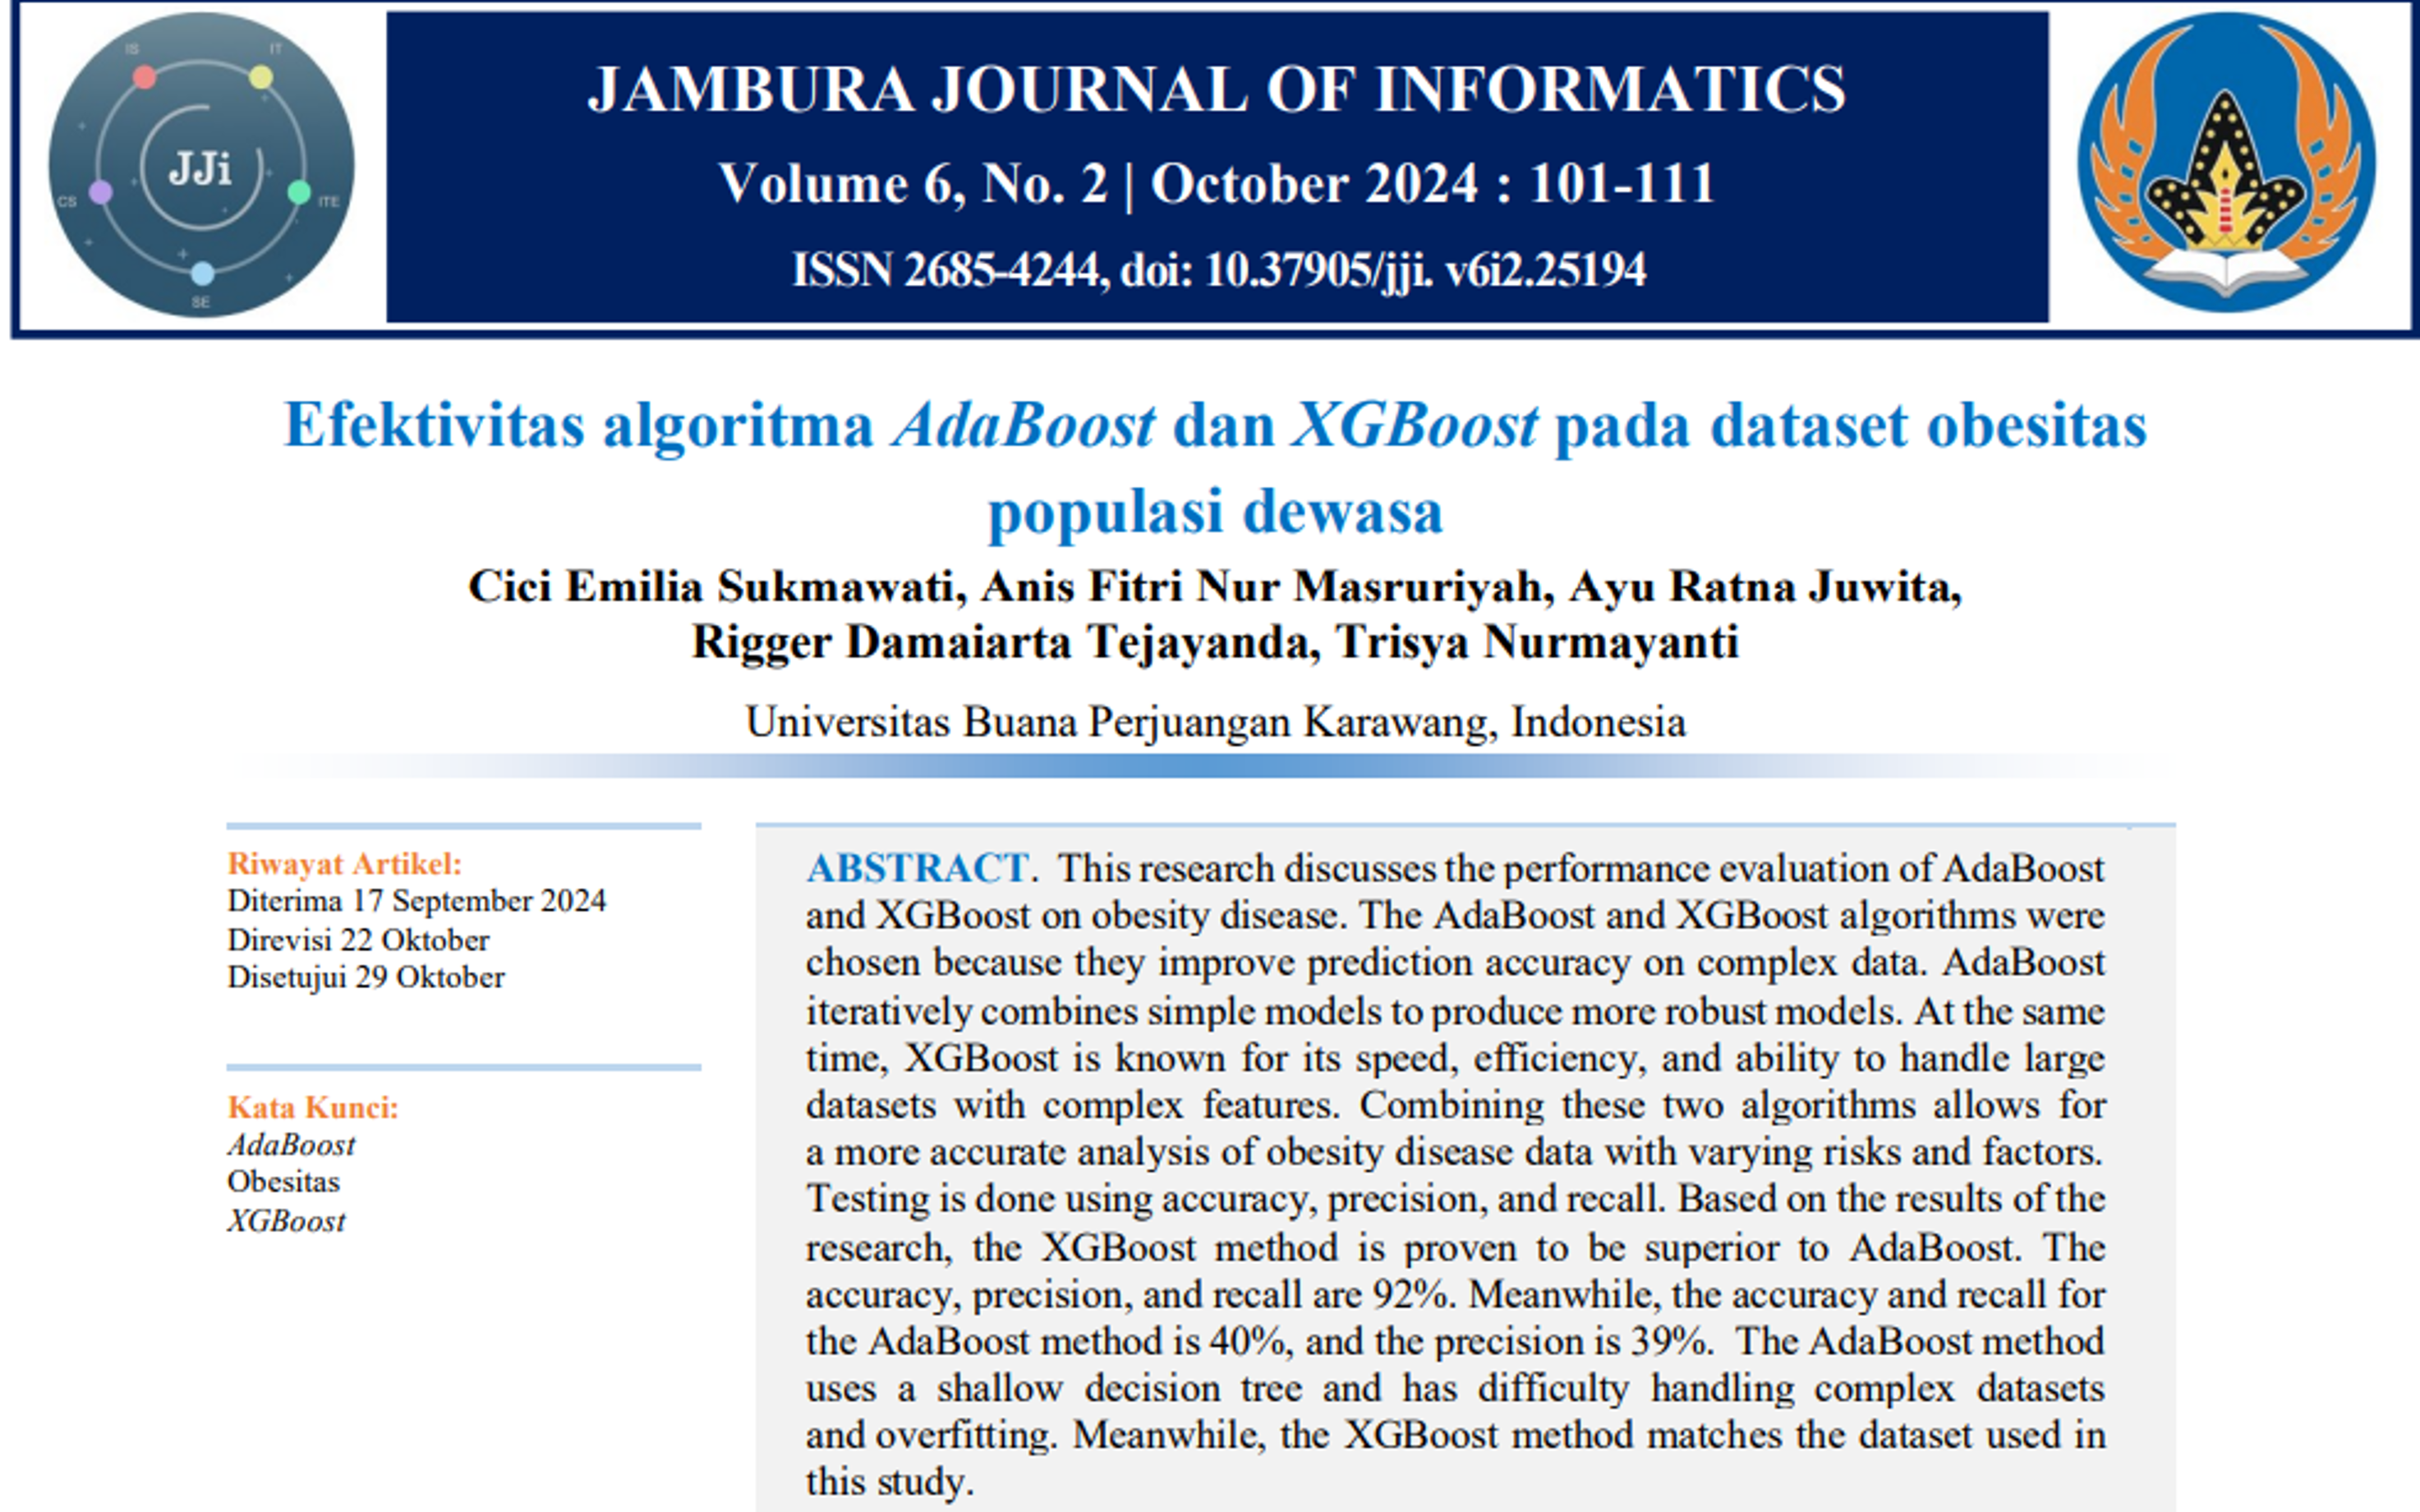 IS
IT
JJi
CS
ITE
SE
JAMBURA JOURNAL OF INFORMATICS
Volume 6, No. 2 | October 2024 : 101-111
ISSN 2685-4244, doi: 10.37905/jji. v6i2.25194
Efektivitas algoritma AdaBoost dan XGBoost pada dataset obesitas
populasi dewasa
Cici Emilia Sukmawati, Anis Fitri Nur Masruriyah, Ayu Ratna Juwita,
Rigger Damaiarta Tejayanda, Trisya Nurmayanti
Universitas Buana Perjuangan Karawang, Indonesia
Riwayat Artikel:
Diterima 17 September 2024
Direvisi 22 Oktober
Disetujui 29 Oktober
Kata Kunci:
AdaBoost
Obesitas
XGBoost
ABSTRACT. This research discusses the performance evaluation of AdaBoost
and XGBoost on obesity disease. The AdaBoost and XGBoost algorithms were
chosen because they improve prediction accuracy on complex data. AdaBoost
iteratively combines simple models to produce more robust models. At the same
time, XGBoost is known for its speed, efficiency, and ability to handle large
datasets with complex features. Combining these two algorithms allows for
a more accurate analysis of obesity disease data with varying risks and factors.
Testing is done using accuracy, precision, and recall. Based on the results of the
research, the XGBoost method is proven to be superior to AdaBoost. The
accuracy, precision, and recall are 92%. Meanwhile, the accuracy and recall for
the AdaBoost method is 40%, and the precision is 39%. The AdaBoost method
uses a shallow decision tree and has difficulty handling complex datasets
and overfitting. Meanwhile, the XGBoost method matches the dataset used in
this study.